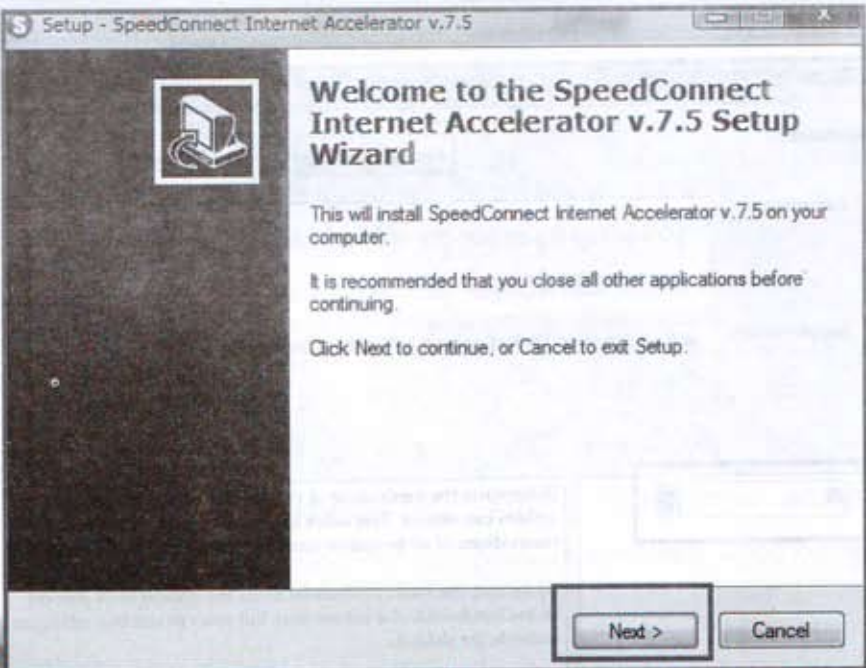 Setup - SpeedConnect Internet Accelerator v.7.5
Welcome to the SpeedConnect
Internet Accelerator v.7.5 Setup
Wizard
This will install SpeedConnect Internet Accelerator v.7.5 on your
computer.
It is recommended that you close all other applications before
continuing.
Click Next to continue, or Cancel to exit Setup.
Next >
Cancel